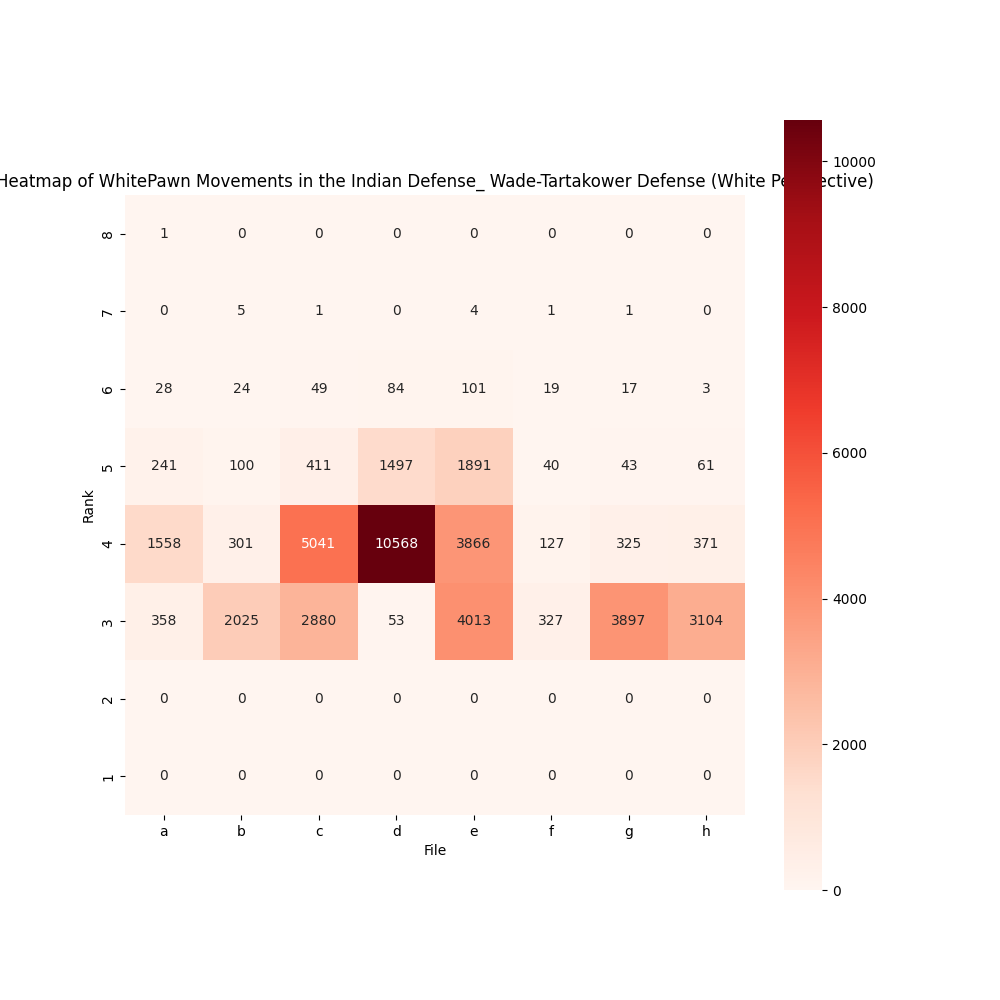 Heatmap of WhitePawn Movements in the Indian Defense_ Wade-Tartakower Defense (White Perspective)
8 1 0 0 0 0 0 0 0
7 0 5 1 0 4 1 1 0
6 28 24 49 84 101 19 17 3
5 241 100 411 1497 1891 40 43 61
Rank
4 1558 301 5041 10568 3866 127 325 371
3 358 2025 2880 53 4013 327 3897 3104
2 0 0 0 0 0 0 0 0
1 0 0 0 0 0 0 0 0
a b c d e f g h
File
10000
8000
6000
4000
2000
0